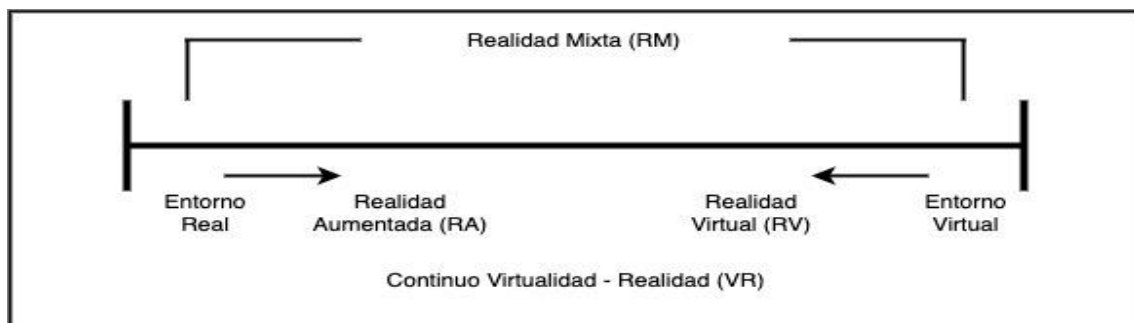 Realidad Mixta (RM)
Entorno
Real
Realidad
Aumentada (RA)
Realidad
Virtual (RV)
Entorno
Virtual
Continuo Virtualidad - Realidad (VR)